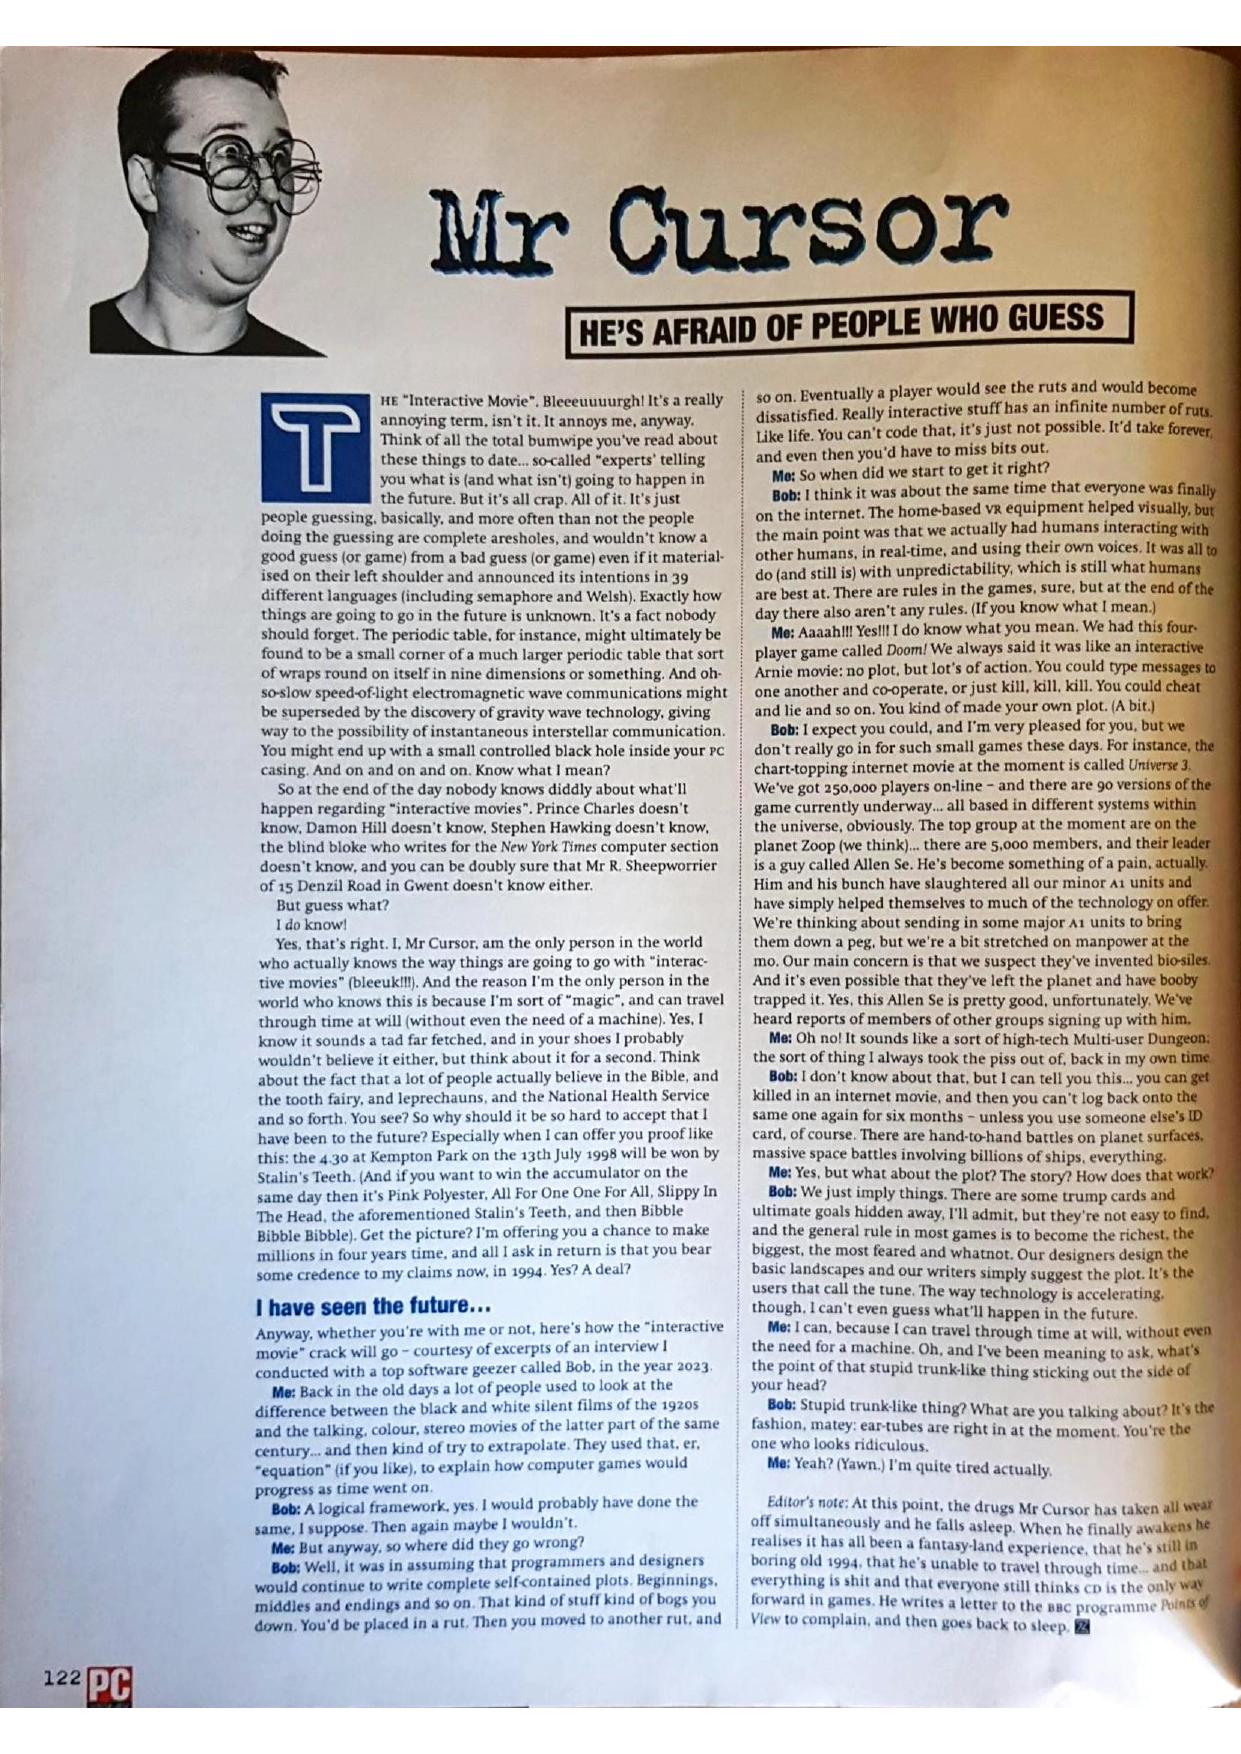 Mr Cursor
HE'S AFRAID OF PEOPLE WHO GUESS
THE "Interactive Movie". Bleeeuuuurgh! It's a really
annoying term, isn't it. It annoys me, anyway.
Think of all the total bumwipe you've read about
these things to date... so-called "experts' telling
you what is (and what isn't) going to happen in
the future. But it's all crap. All of it. It's just
people guessing, basically, and more often than not the people
doing the guessing are complete aresholes, and wouldn't know a
good guess (or game) from a bad guess (or game) even if it material-
ised on their left shoulder and announced its intentions in 39
different languages (including semaphore and Welsh). Exactly how
things are going to go in the future is unknown. It's a fact nobody
should forget. The periodic table, for instance, might ultimately be
found to be a small corner of a much larger periodic table that sort
of wraps round on itself in nine dimensions or something. And oh-
so-slow speed-of-light electromagnetic wave communications might
be superseded by the discovery of gravity wave technology, giving
way to the possibility of instantaneous interstellar communication.
You might end up with a small controlled black hole inside your PC
casing. And on and on and on. Know what I mean?
So at the end of the day nobody knows diddly about what'll
happen regarding "interactive movies". Prince Charles doesn't
know, Damon Hill doesn't know, Stephen Hawking doesn't know,
the blind bloke who writes for the New York Times computer section
doesn't know, and you can be doubly sure that Mr R. Sheepworrier
of 15 Denzil Road in Gwent doesn't know either.
But guess what?
I do know!
Yes, that's right. I, Mr Cursor, am the only person in the world
who actually knows the way things are going to go with "interac-
tive movies" (bleeuk!!!). And the reason I'm the only person in the
world who knows this is because I'm sort of "magic", and can travel
through time at will (without even the need of a machine). Yes, I
know it sounds a tad far fetched, and in your shoes I probably
wouldn't believe it either, but think about it for a second. Think
about the fact that a lot of people actually believe in the Bible, and
the tooth fairy, and leprechauns, and the National Health Service
and so forth. You see? So why should it be so hard to accept that I
have been to the future? Especially when I can offer you proof like
this: the 4.30 at Kempton Park on the 13th July 1998 will be won by
Stalin's Teeth. (And if you want to win the accumulator on the
same day then it's Pink Polyester, All For One One For All, Slippy In
The Head, the aforementioned Stalin's Teeth, and then Bibble
Bibble Bibble). Get the picture? I'm offering you a chance to make
millions in four years time, and all I ask in return is that you bear
some credence to my claims now, in 1994. Yes? A deal?
I have seen the future...
Anyway, whether you're with me or not, here's how the "interactive
movie" crack will go – courtesy of excerpts of an interview I
conducted with a top software geezer called Bob, in the year 2023.
Me: Back in the old days a lot of people used to look at the
difference between the black and white silent films of the 1920s
and the talking, colour, stereo movies of the latter part of the same
century... and then kind of try to extrapolate. They used that, er,
"equation" (if you like), to explain how computer games would
progress as time went on.
Bob: A logical framework, yes. I would probably have done the
same, I suppose. Then again maybe I wouldn't.
Me: But anyway, so where did they go wrong?
Bob: Well, it was in assuming that programmers and designers
would continue to write complete self-contained plots. Beginnings,
middles and endings and so on. That kind of stuff kind of bogs you
down. You'd be placed in a rut. Then you moved to another rut, and
so on. Eventually a player would see the ruts and would become
dissatisfied. Really interactive stuff has an infinite number of ruts.
Like life. You can't code that, it's just not possible. It'd take forever,
and even then you'd have to miss bits out.
Me: So when did we start to get it right?
Bob: I think it was about the same time that everyone was finally
on the internet. The home-based VR equipment helped visually, but
the main point was that we actually had humans interacting with
other humans, in real-time, and using their own voices. It was all to
do (and still is) with unpredictability, which is still what humans
are best at. There are rules in the games, sure, but at the end of the
day there also aren't any rules. (If you know what I mean.)
Me: Aaaah!!! Yes!!! I do know what you mean. We had this four-
player game called Doom! We always said it was like an interactive
Arnie movie: no plot, but lot's of action. You could type messages to
one another and co-operate, or just kill, kill, kill. You could cheat
and lie and so on. You kind of made your own plot. (A bit.)
Bob: I expect you could, and I'm very pleased for you, but we
don't really go in for such small games these days. For instance, the
chart-topping internet movie at the moment is called Universe 3.
We've got 250,000 players on-line – and there are 90 versions of the
game currently underway... all based in different systems within
the universe, obviously. The top group at the moment are on the
planet Zoop (we think)... there are 5,000 members, and their leader
is a guy called Allen Se. He's become something of a pain, actually.
Him and his bunch have slaughtered all our minor A1 units and
have simply helped themselves to much of the technology on offer.
We're thinking about sending in some major A1 units to bring
them down a peg, but we're a bit stretched on manpower at the
mo. Our main concern is that we suspect they've invented bio-siles.
And it's even possible that they've left the planet and have booby
trapped it. Yes, this Allen Se is pretty good, unfortunately. We've
heard reports of members of other groups signing up with him.
Me: Oh no! It sounds like a sort of high-tech Multi-user Dungeon;
the sort of thing I always took the piss out of, back in my own time.
Bob: I don't know about that, but I can tell you this... you can get
killed in an internet movie, and then you can't log back onto the
same one again for six months – unless you use someone else's ID
card, of course. There are hand-to-hand battles on planet surfaces,
massive space battles involving billions of ships, everything.
Me: Yes, but what about the plot? The story? How does that work?
Bob: We just imply things. There are some trump cards and
ultimate goals hidden away, I'll admit, but they're not easy to find,
and the general rule in most games is to become the richest, the
biggest, the most feared and whatnot. Our designers design the
basic landscapes and our writers simply suggest the plot. It's the
users that call the tune. The way technology is accelerating,
though, I can't even guess what'll happen in the future.
Me: I can, because I can travel through time at will, without even
the need for a machine. Oh, and I've been meaning to ask, what's
the point of that stupid trunk-like thing sticking out the side of
your head?
Bob: Stupid trunk-like thing? What are you talking about? It's the
fashion, matey; ear-tubes are right in at the moment. You're the
one who looks ridiculous.
Me: Yeah? (Yawn.) I'm quite tired actually.
Editor's note: At this point, the drugs Mr Cursor has taken all wear
off simultaneously and he falls asleep. When he finally awakens he
realises it has all been a fantasy-land experience, that he's still in
boring old 1994, that he's unable to travel through time... and that
everything is shit and that everyone still thinks CD is the only way
forward in games. He writes a letter to the BBC programme Points of
View to complain, and then goes back to sleep.
122 PC